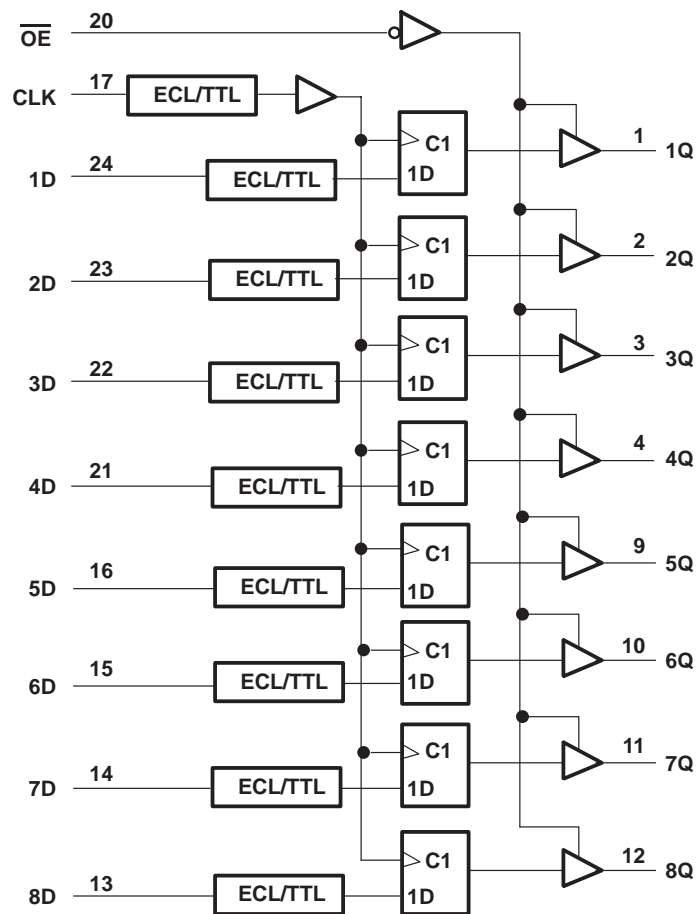 OE 20
CLK 17 ECL/TTL
C1 1 1Q
1D 24 ECL/TTL 1D
C1 2 2Q
2D 23 ECL/TTL 1D
C1 3 3Q
3D 22 ECL/TTL 1D
C1 4 4Q
4D 21 ECL/TTL 1D
C1 9 5Q
5D 16 ECL/TTL 1D
C1 10 6Q
6D 15 ECL/TTL 1D
C1 11 7Q
7D 14 ECL/TTL 1D
C1 12 8Q
8D 13 ECL/TTL 1D